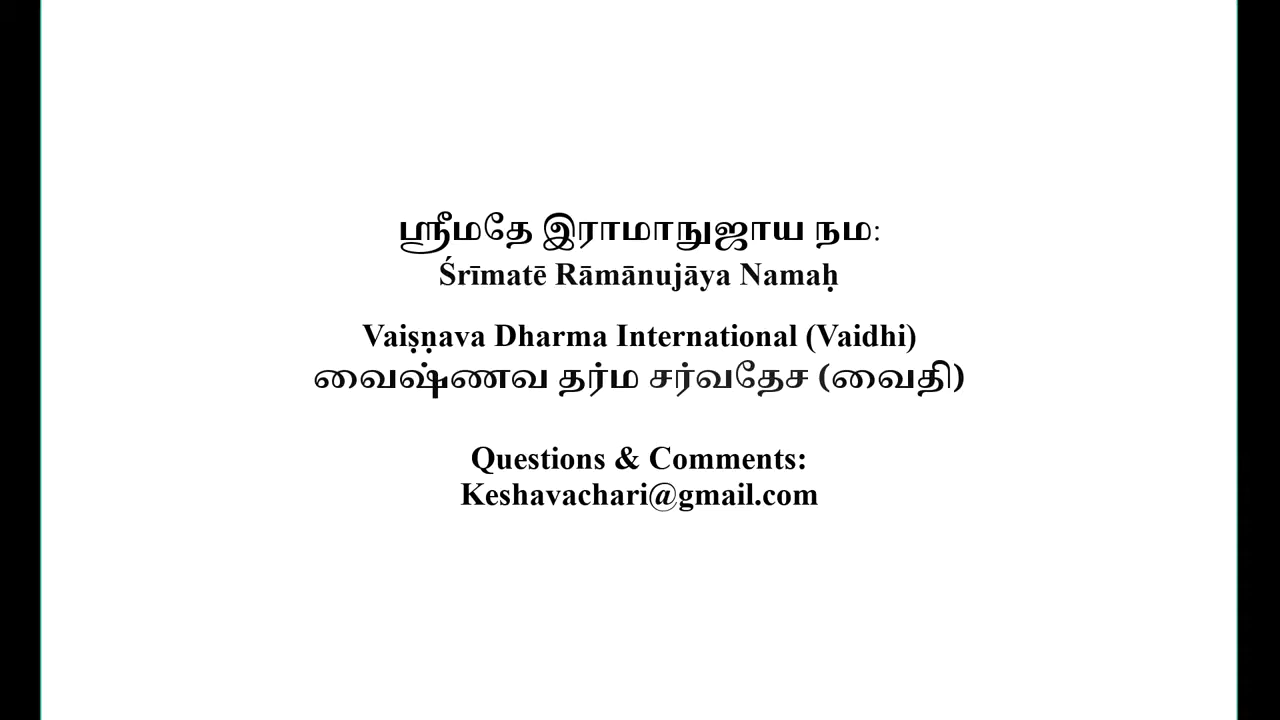 ஸ்ரீமதே இராமாநுஜாய நம:
Śrīmatē Rāmānujāya Namaḥ
Vaiṣṇava Dharma International (Vaidhi)
வைஷ்ணவ தர்ம சர்வதேச (வைதி)
Questions & Comments:
Keshavachari@gmail.com